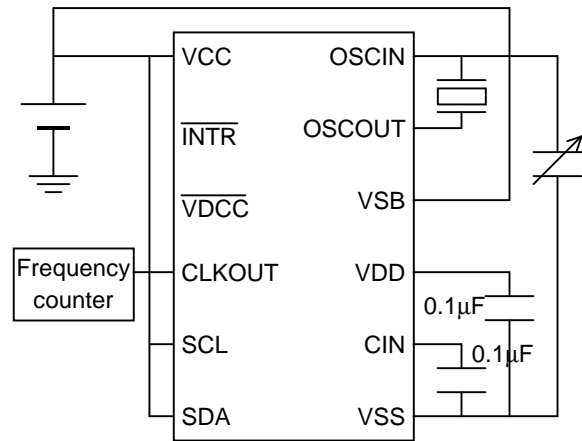 VCC
OSCIN
INTR
OSCOUT
VDCC
VSB
Frequency
counter
CLKOUT
VDD
0.1μF
SCL
CIN
0.1μF
SDA
VSS